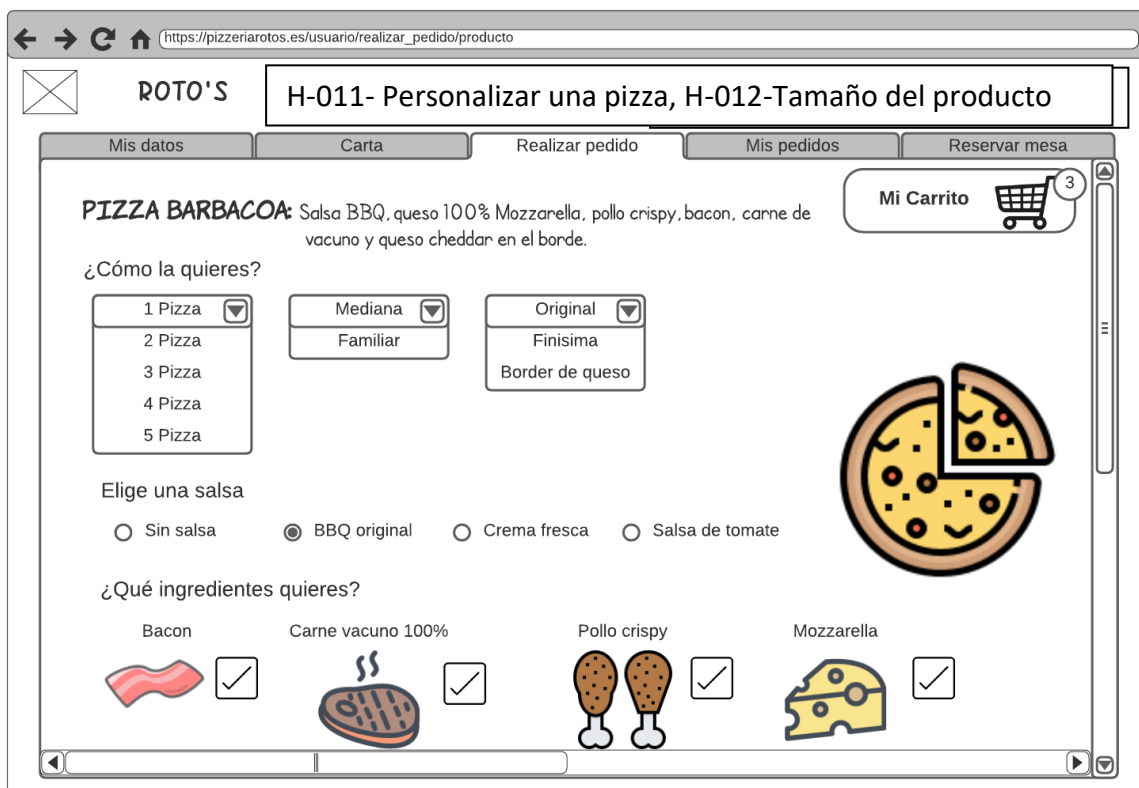 https://pizzeriarotos.es/usuario/realizar_pedido/producto
ROTO'S
H-011- Personalizar una pizza, H-012-Tamaño del producto
Mis datos Carta Realizar pedido Mis pedidos Reservar mesa
Mi Carrito 3
PIZZA BARBACOA: Salsa BBQ, queso 100% Mozzarella, pollo crispy, bacon, carne de
vacuno y queso cheddar en el borde.
¿Cómo la quieres?
1 Pizza Mediana Original
2 Pizza Familiar Finisima
3 Pizza Border de queso
4 Pizza
5 Pizza
Elige una salsa
Sin salsa BBQ original Crema fresca Salsa de tomate
¿Qué ingredientes quieres?
Bacon Carne vacuno 100% Pollo crispy Mozzarella